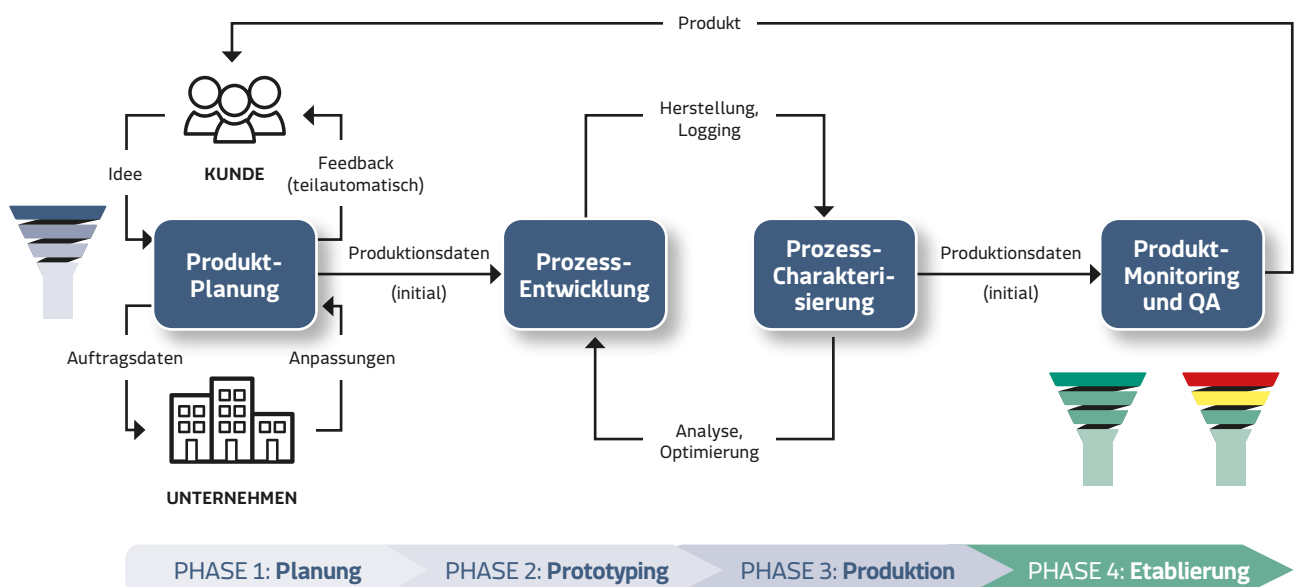 Produkt
Herstellung,
Logging
Idee
KUNDE
Feedback
(teilautomatisch)
Produkt-
Planung
Produktionsdaten
(initial)
Prozess-
Entwicklung
Prozess-
Charakteri-
sierung
Produktionsdaten
(initial)
Produkt-
Monitoring
und QA
Auftragsdaten
Anpassungen
Analyse,
Optimierung
UNTERNEHMEN
PHASE 1: Planung
PHASE 2: Prototyping
PHASE 3: Produktion
PHASE 4: Etablierung